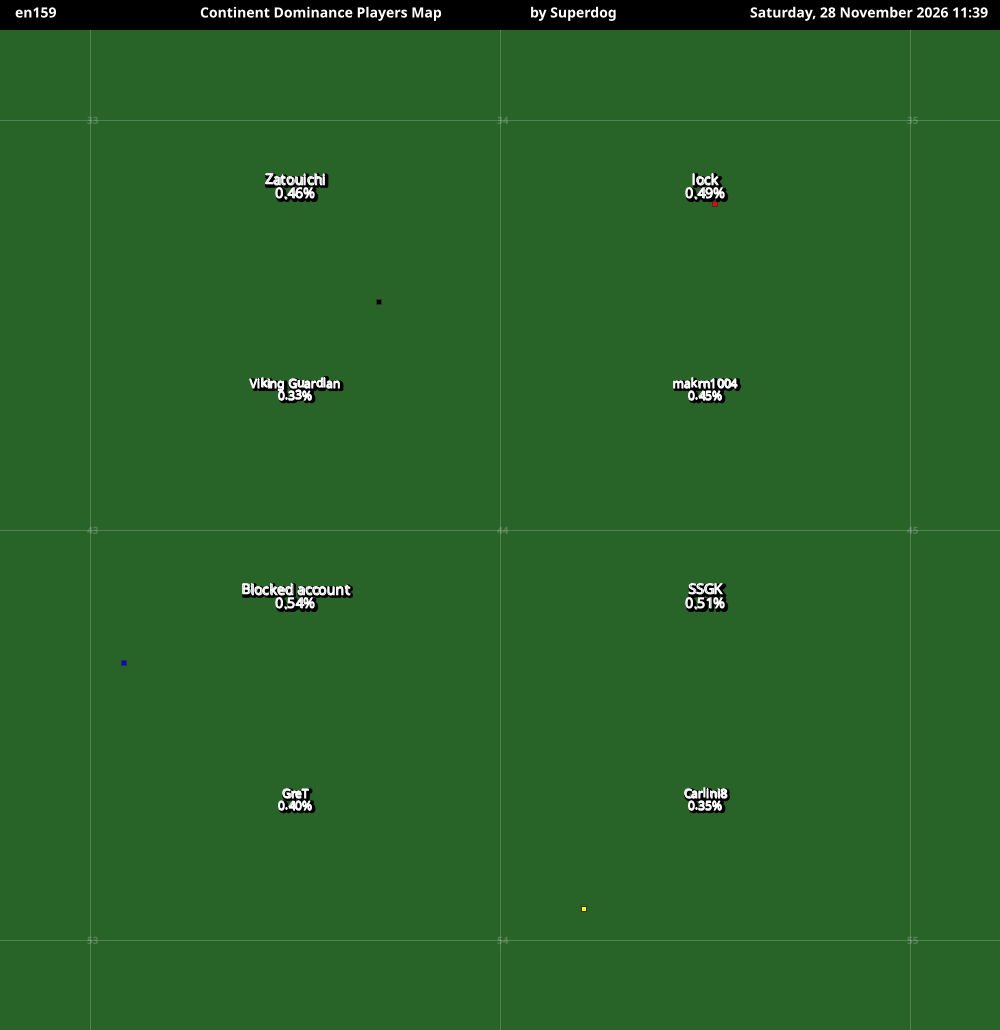 en159 Continent Dominance Players Map by Superdog Saturday, 28 November 2026 11:39
33 34 35
Zatouichi
0.46%
lock
0.49%
Viking Guardian
0.33%
makm1004
0.45%
43 44 45
Blocked account
0.54%
SSGK
0.51%
GreT
0.40%
Carlini8
0.35%
53 54 55